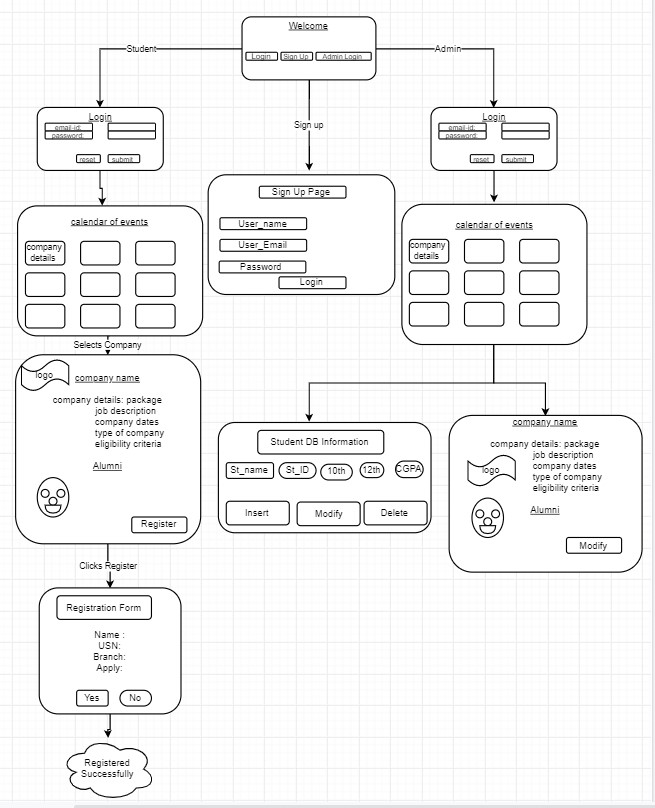 Welcome
Login
Sign Up
Admin Login
Student
Admin
Sign up
Login
email-id:
password:
reset
submit
Login
email-id:
password:
reset
submit
Sign Up Page
User_name
User_Email
Password
Login
calendar of events
company
details
calendar of events
company
details
Selects Company
logo
company name
company details: package
job description
company dates
type of company
eligibility criteria
Alumni
Register
Student DB Information
St_name
St_ID
10th
12th
CGPA
Insert
Modify
Delete
company name
company details: package
job description
logo
company dates
type of company
eligibility criteria
Alumni
Modify
Clicks Register
Registration Form
Name :
USN:
Branch:
Apply:
Yes
No
Registered
Successfully